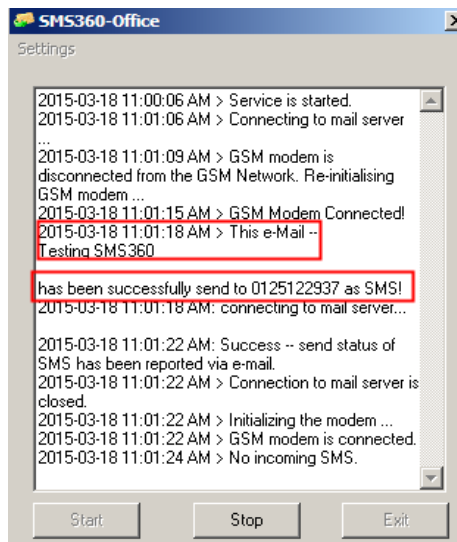 SMS360-Office
Settings
2015-03-18 11:00:06 AM > Service is started.
2015-03-18 11:01:06 AM > Connecting to mail server
...
2015-03-18 11:01:09 AM > GSM modem is
disconnected from the GSM Network. Re-initialising
GSM modem ...
2015-03-18 11:01:15 AM > GSM Modem Connected!
2015-03-18 11:01:18 AM > This e-Mail --
Testing SMS360
has been successfully send to 0125122937 as SMS!
2015-03-18 11:01:18 AM: connecting to mail server...
2015-03-18 11:01:22 AM: Success -- send status of
SMS has been reported via e-mail.
2015-03-18 11:01:22 AM > Connection to mail server is
closed.
2015-03-18 11:01:22 AM > Initializing the modem ...
2015-03-18 11:01:22 AM > GSM modem is connected.
2015-03-18 11:01:24 AM > No incoming SMS.
Start Stop Exit